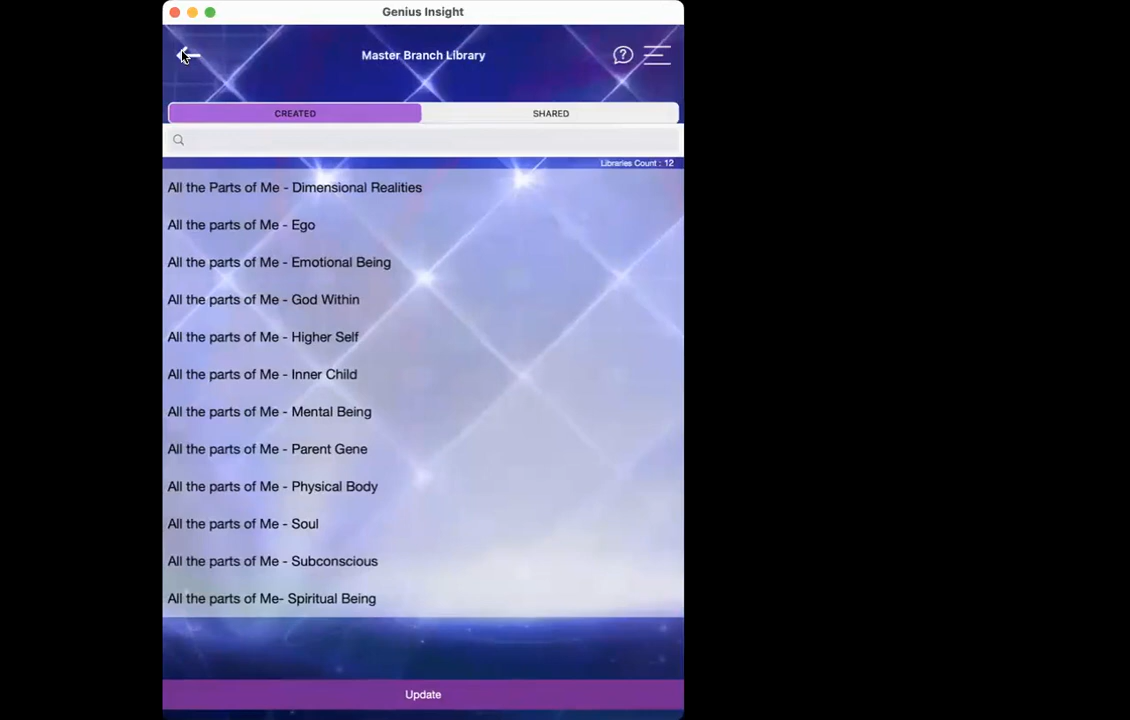 Genius Insight
Master Branch Library
CREATED
SHARED
Libraries Count : 12
All the Parts of Me - Dimensional Realities
All the parts of Me - Ego
All the parts of Me - Emotional Being
All the parts of Me - God Within
All the parts of Me - Higher Self
All the parts of Me - Inner Child
All the parts of Me - Mental Being
All the parts of Me - Parent Gene
All the parts of Me - Physical Body
All the parts of Me - Soul
All the parts of Me - Subconscious
All the parts of Me- Spiritual Being
Update